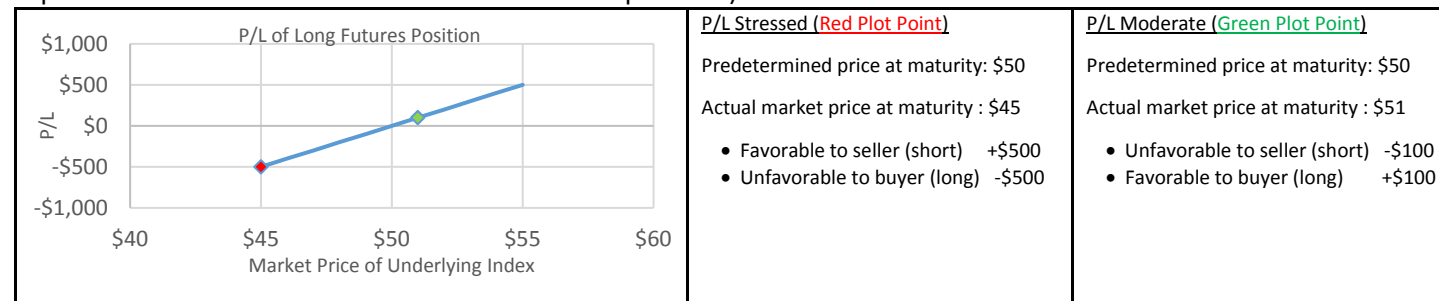 P/L of Long Futures Position
$1,000
$500
$0
-$500
-$1,000
P/L
$40 $45 $50 $55 $60
Market Price of Underlying Index
P/L Stressed (Red Plot Point)
Predetermined price at maturity: $50
Actual market price at maturity : $45
• Favorable to seller (short) +$500
• Unfavorable to buyer (long) -$500
P/L Moderate (Green Plot Point)
Predetermined price at maturity: $50
Actual market price at maturity : $51
• Unfavorable to seller (short) -$100
• Favorable to buyer (long) +$100